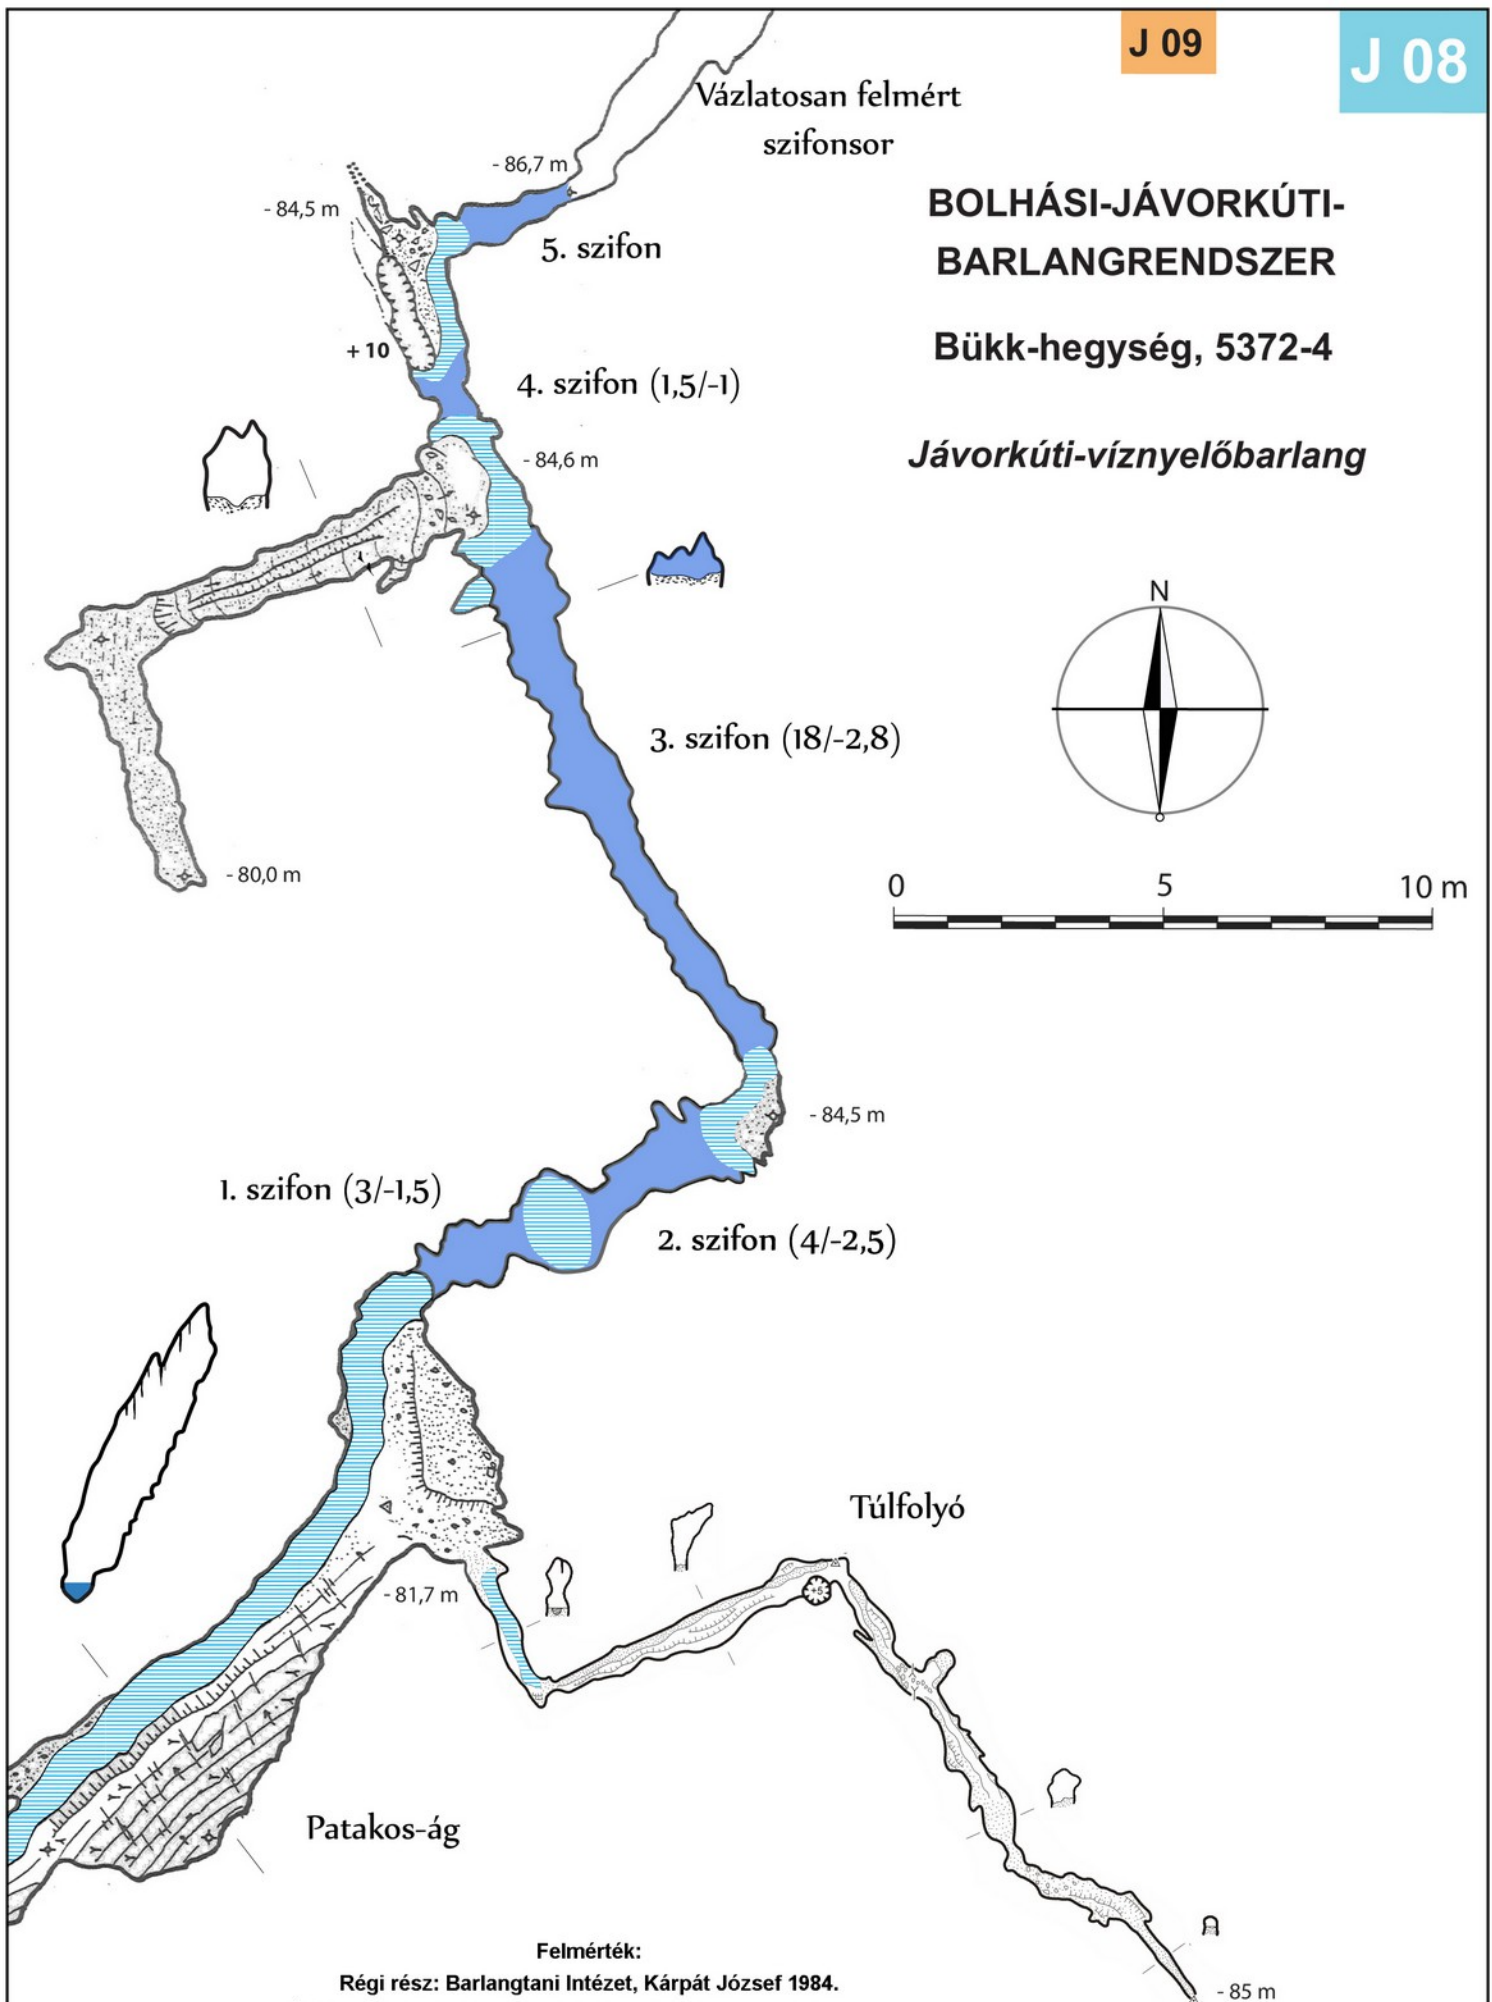 J 09
J 08
Vázlatosan felmért
szifonsor
- 86,7 m
- 84,5 m
5. szifon
BOLHÁSI-JÁVORKÚTI-
BARLANGRENDSZER
Bükk-hegység, 5372-4
Jávorkúti-víznyelőbarlang
+ 10
4. szifon (1,5/-1)
- 84,6 m
N
3. szifon (18/-2,8)
- 80,0 m
0 5 10 m
- 84,5 m
1. szifon (3/-1,5)
2. szifon (4/-2,5)
Túlfolyó
- 81,7 m
+5
Patakos-ág
Felmérték:
Régi rész: Barlangtani Intézet, Kárpát József 1984.
- 85 m